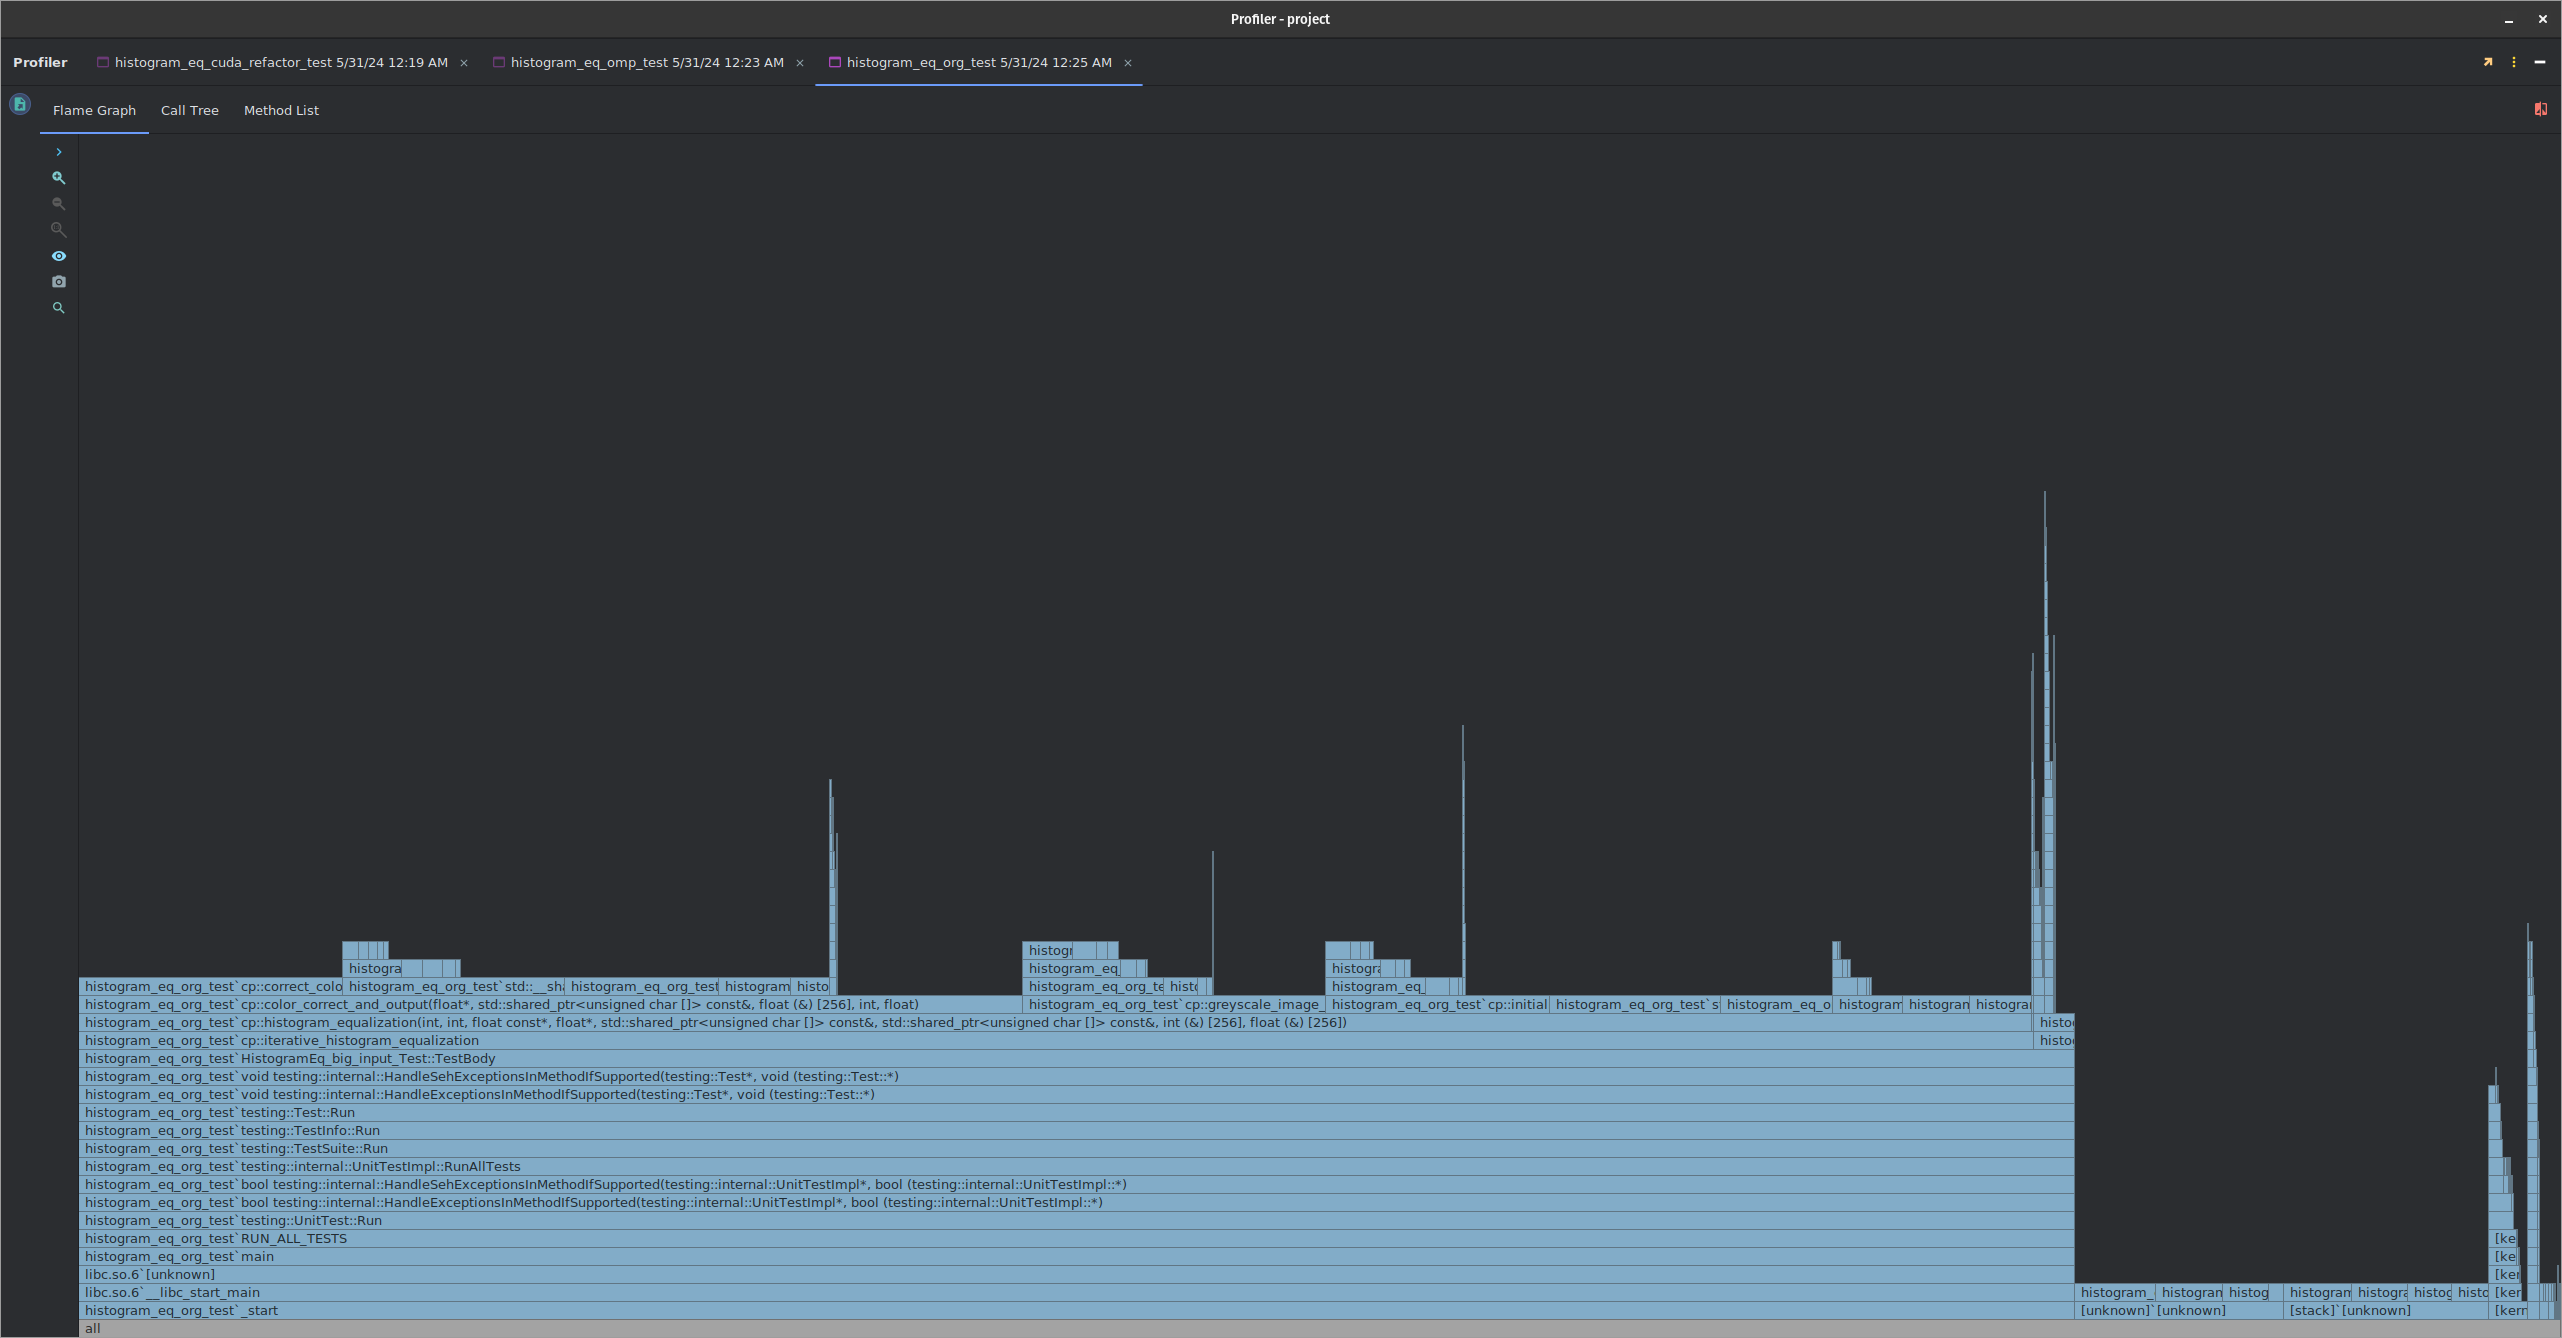 Profiler - project
Profiler histogram_eq_cuda_refactor_test 5/31/24 12:19 AM histogram_eq_omp_test 5/31/24 12:23 AM histogram_eq_org_test 5/31/24 12:25 AM
Flame Graph Call Tree Method List
histogr
histogra histogram_eq_ histogra
histogram_eq_org_test`cp::correct_colo histogram_eq_org_test`std::__sha histogram_eq_org_test histogram histo histogram_eq_org_te histo histogram_eq_
histogram_eq_org_test`cp::color_correct_and_output(float*, std::shared_ptr<unsigned char []> const&, float (&) [256], int, float) histogram_eq_org_test`cp::greyscale_image_ histogram_eq_org_test`cp::initial histogram_eq_org_test`s histogram_eq_o histogram histogran histogra
histogram_eq_org_test`cp::histogram_equalization(int, int, float const*, float*, std::shared_ptr<unsigned char []> const&, std::shared_ptr<unsigned char []> const&, int (&) [256], float (&) [256]) histo
histogram_eq_org_test`cp::iterative_histogram_equalization histo
histogram_eq_org_test`HistogramEq_big_input_Test::TestBody
histogram_eq_org_test`void testing::internal::HandleSehExceptionsInMethodIfSupported(testing::Test*, void (testing::Test::*)
histogram_eq_org_test`void testing::internal::HandleExceptionsInMethodIfSupported(testing::Test*, void (testing::Test::*)
histogram_eq_org_test`testing::Test::Run
histogram_eq_org_test`testing::TestInfo::Run
histogram_eq_org_test`testing::TestSuite::Run
histogram_eq_org_test`testing::internal::UnitTestImpl::RunAllTests
histogram_eq_org_test`bool testing::internal::HandleSehExceptionsInMethodIfSupported(testing::internal::UnitTestImpl*, bool (testing::internal::UnitTestImpl::*)
histogram_eq_org_test`bool testing::internal::HandleExceptionsInMethodIfSupported(testing::internal::UnitTestImpl*, bool (testing::internal::UnitTestImpl::*)
histogram_eq_org_test`testing::UnitTest::Run
histogram_eq_org_test`RUN_ALL_TESTS [ke
histogram_eq_org_test`main [ke
libc.so.6`[unknown] [ker
libc.so.6`__libc_start_main histogram_ histogran histog histogram histogra histog histo [ker
histogram_eq_org_test`_start [unknown]`[unknown] [stack]`[unknown] [kern
all